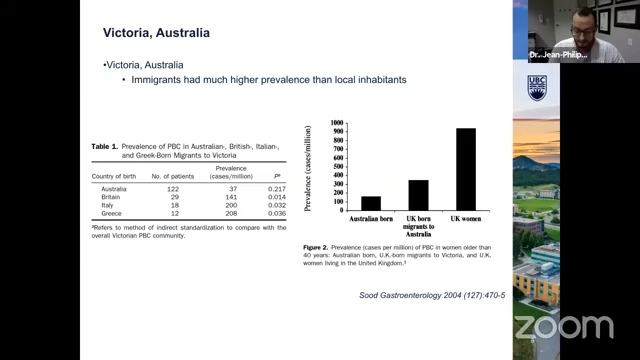 Victoria, Australia
•Victoria, Australia
• Immigrants had much higher prevalence than local inhabitants
Table 1. Prevalence of PBC in Australian-, British-, Italian-,
and Greek-Born Migrants to Victoria
Country of birth No. of patients Prevalence (cases/million) Pᵃ
Australia 122 37 0.217
Britain 29 141 0.014
Italy 18 200 0.032
Greece 12 208 0.036
ᵃRefers to method of indirect standardization to compare with the
overall Victorian PBC community.
Prevalence (cases/million)
1000
900
800
700
600
500
400
300
200
100
0
Australian born UK born migrants to Australia UK women
Figure 2. Prevalence (cases per million) of PBC in women older than
40 years: Australian born, U.K.-born migrants to Victoria, and U.K.
women living in the United Kingdom.¹
Sood Gastroenterology 2004 (127):470-5
Dr. Jean-Philip...
UBC
zoom